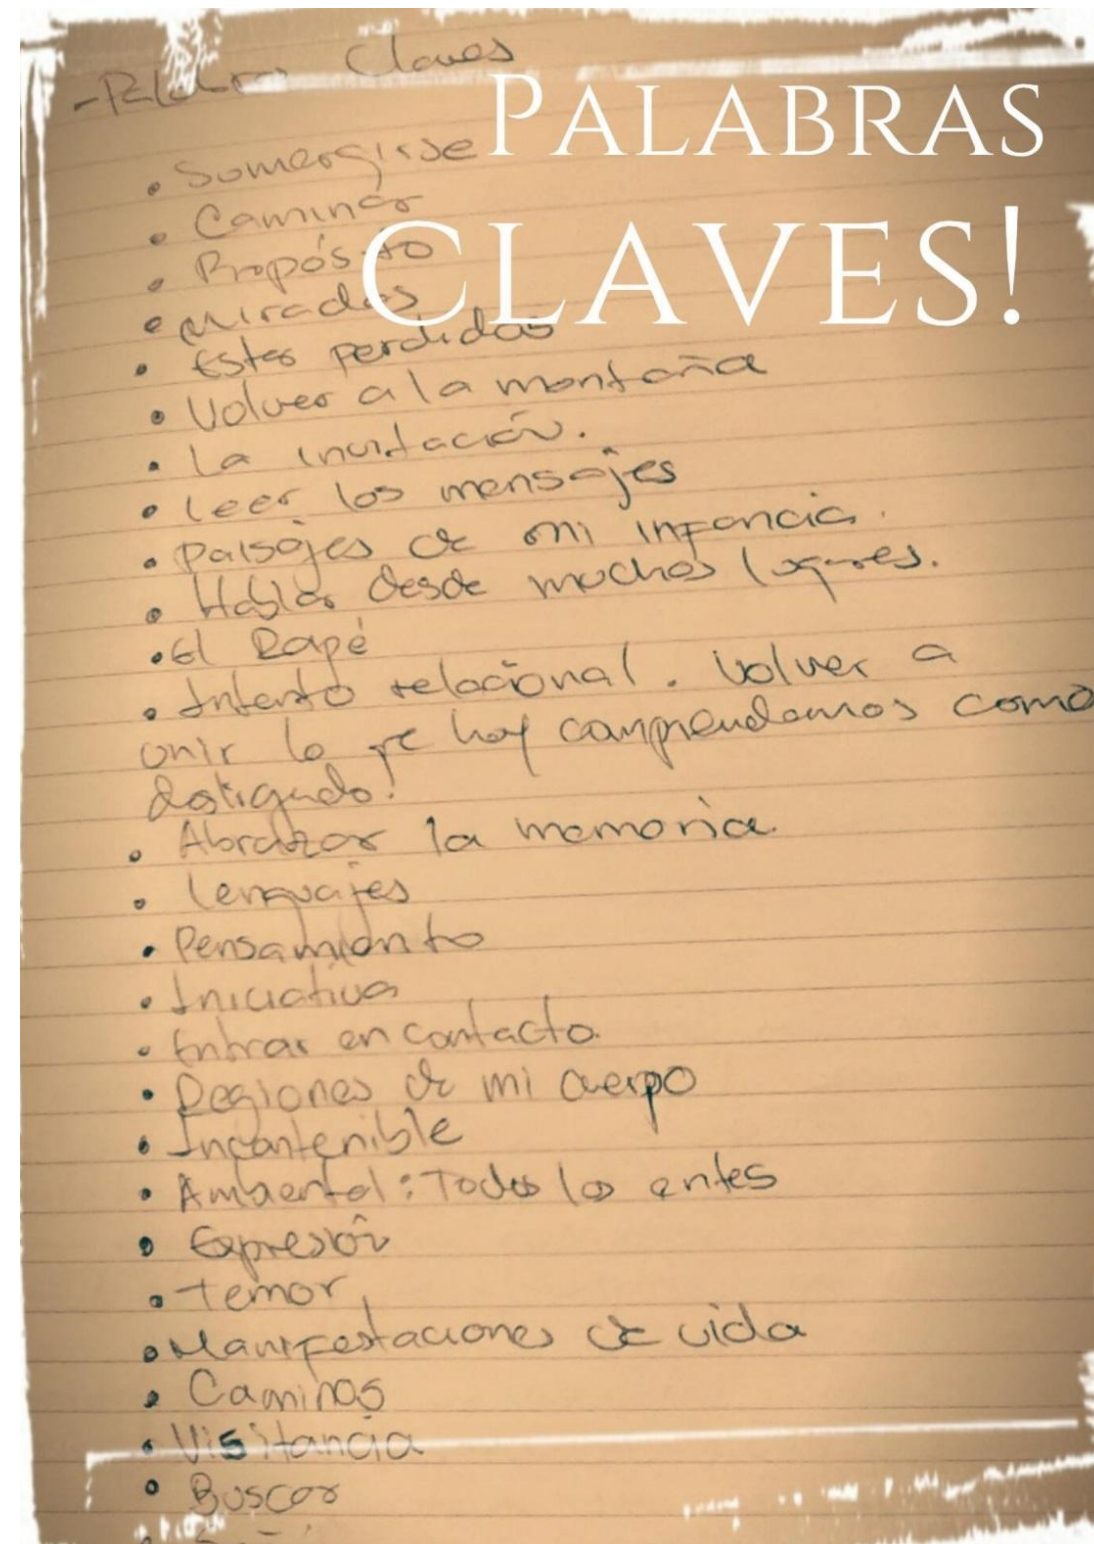 -Palabras Claves
PALABRAS
CLAVES!
• Somergirse
• Caminar
• Propósito
• miradas
• Estar perdidas
• Volver a la montaña
• La invitación.
• Leer los mensajes
• Paisajes de mi infancia.
• Hablar desde muchos lugares.
• El Rapé
• Intento relacional. Volver a
unir lo que hoy comprendemos como
• Abrazar la memoria.
• Lenguajes
• Pensamiento
• Iniciativa
• Entrar en contacto.
• Regiones de mi cuerpo
• Incontenible
• Ambiental: Todos los entes
• Expresión
• Temor
• Manifestaciones de vida
• Caminos
• Visitancia
• Buscar